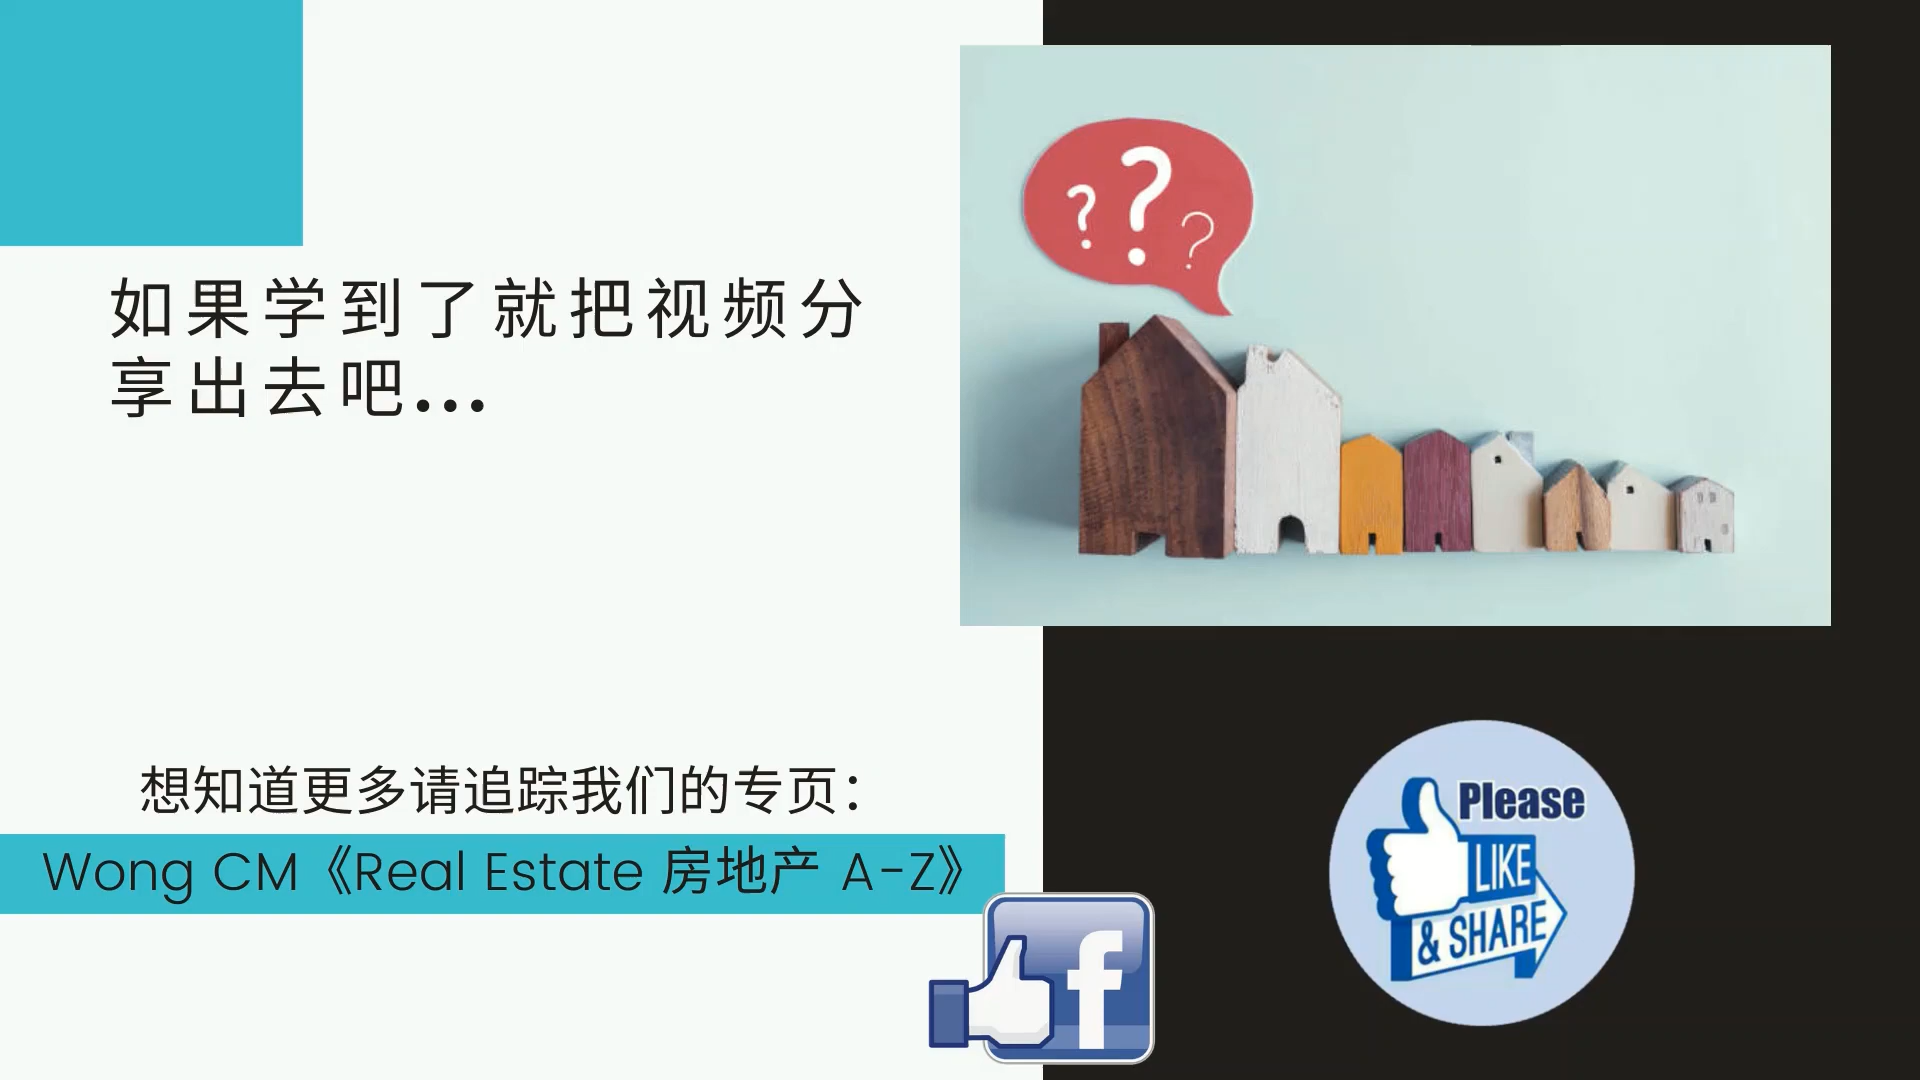 如果学到了就把视频分
享出去吧...
? ? ?
想知道更多请追踪我们的专页：
Wong CM《Real Estate 房地产 A-Z》
f
Please
LIKE
& SHARE